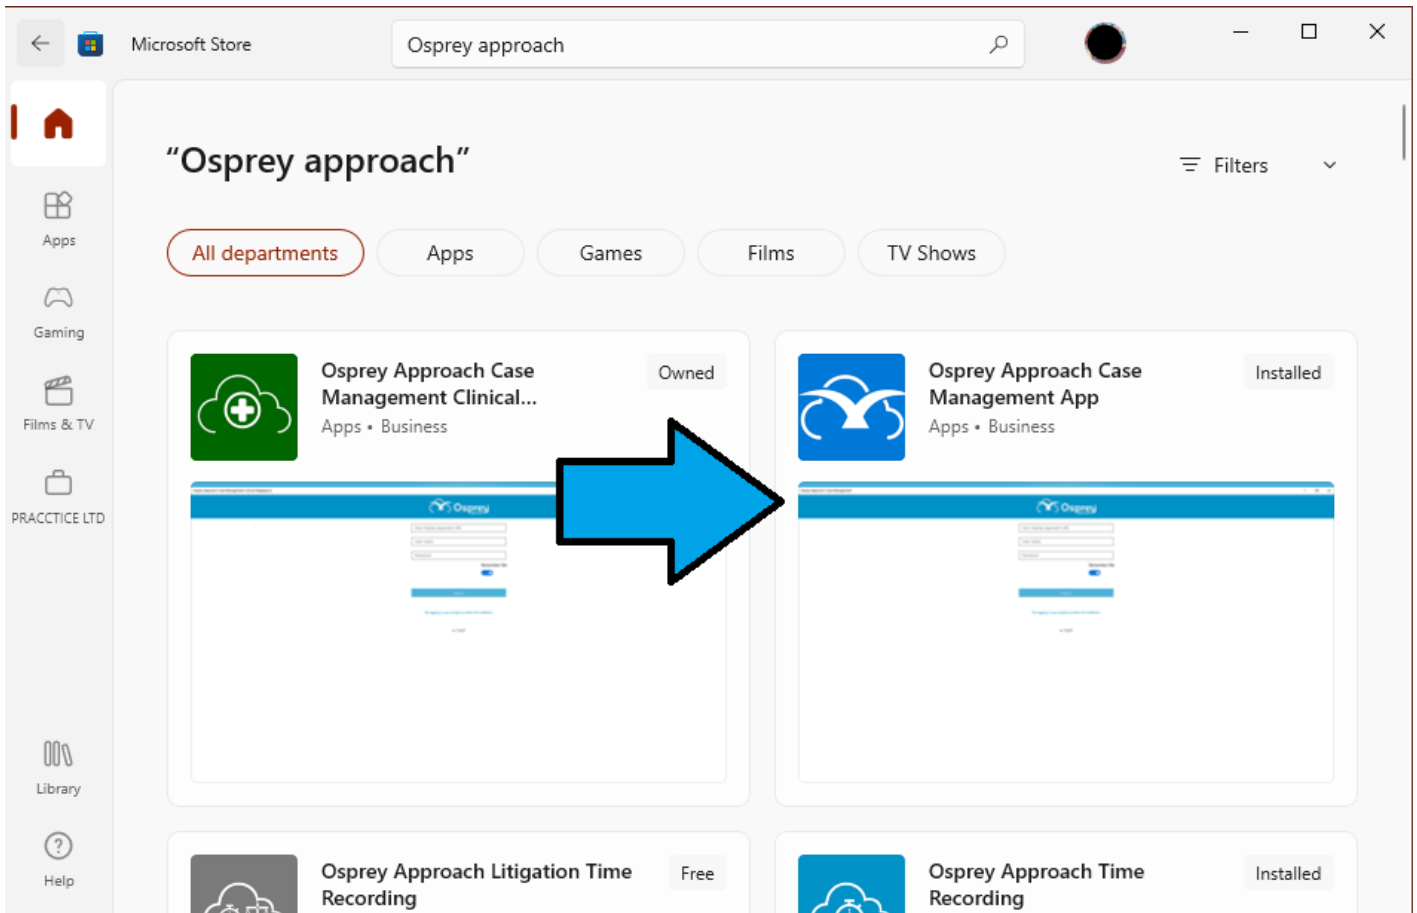 Microsoft Store
Osprey approach
“Osprey approach”
Filters
All departments
Apps
Games
Films
TV Shows
Apps
Gaming
Films & TV
PRACCTICE LTD
Library
Help
Osprey Approach Case
Management Clinical...
Apps • Business
Owned
Osprey
Osprey Approach Case
Management App
Apps • Business
Installed
Osprey
Osprey Approach Litigation Time
Recording
Free
Osprey Approach Time
Recording
Installed